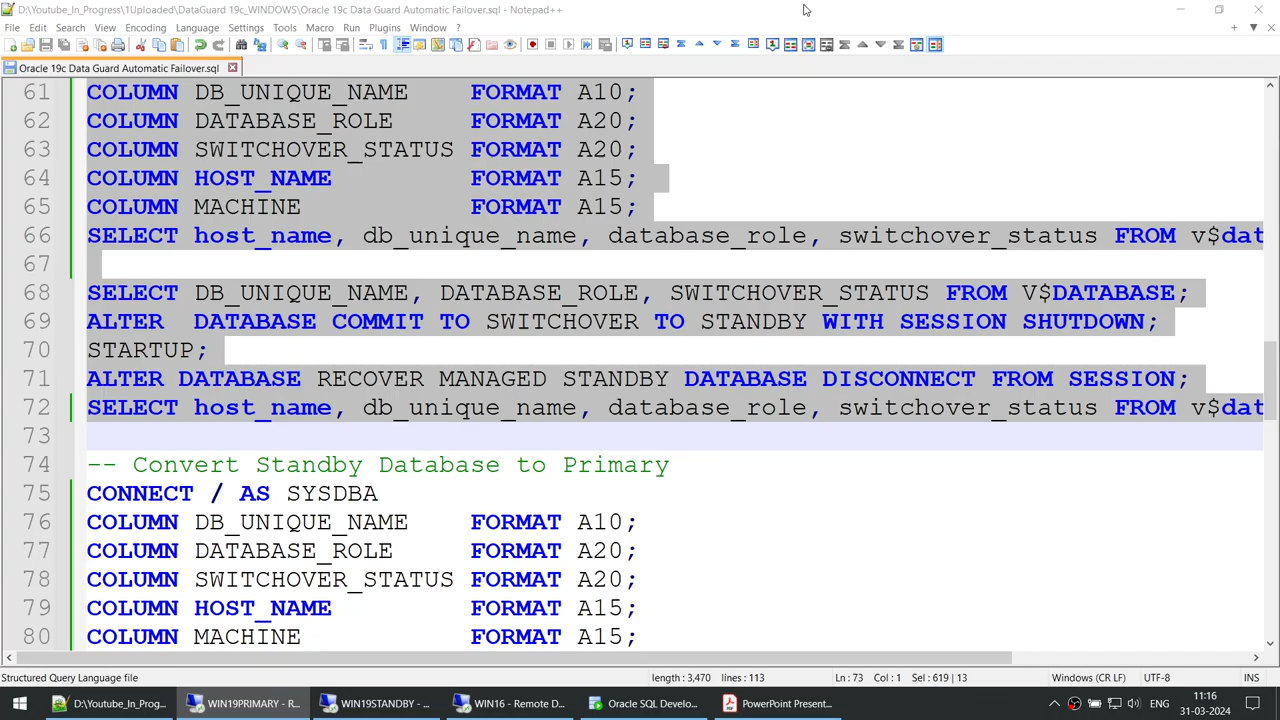 D:\Youtube_In_Progress\1Uploaded\DataGuard 19c_WINDOWS\Oracle 19c Data Guard Automatic Failover.sql - Notepad++
File Edit Search View Encoding Language Settings Tools Macro Run Plugins Window ?
Oracle 19c Data Guard Automatic Failover.sql
61 COLUMN DB_UNIQUE_NAME FORMAT A10;
62 COLUMN DATABASE_ROLE FORMAT A20;
63 COLUMN SWITCHOVER_STATUS FORMAT A20;
64 COLUMN HOST_NAME FORMAT A15;
65 COLUMN MACHINE FORMAT A15;
66 SELECT host_name, db_unique_name, database_role, switchover_status FROM v$dat
67
68 SELECT DB_UNIQUE_NAME, DATABASE_ROLE, SWITCHOVER_STATUS FROM V$DATABASE;
69 ALTER DATABASE COMMIT TO SWITCHOVER TO STANDBY WITH SESSION SHUTDOWN;
70 STARTUP;
71 ALTER DATABASE RECOVER MANAGED STANDBY DATABASE DISCONNECT FROM SESSION;
72 SELECT host_name, db_unique_name, database_role, switchover_status FROM v$dat
73
74 -- Convert Standby Database to Primary
75 CONNECT / AS SYSDBA
76 COLUMN DB_UNIQUE_NAME FORMAT A10;
77 COLUMN DATABASE_ROLE FORMAT A20;
78 COLUMN SWITCHOVER_STATUS FORMAT A20;
79 COLUMN HOST_NAME FORMAT A15;
80 COLUMN MACHINE FORMAT A15;
Structured Query Language file length : 3,470 lines : 113 Ln : 73 Col : 1 Sel : 619 | 13 Windows (CR LF) UTF-8 INS
D:\Youtube_In_Prog... WIN19PRIMARY - R... WIN19STANDBY - ... WIN16 - Remote D... Oracle SQL Develo... PowerPoint Present... ENG 11:16
31-03-2024